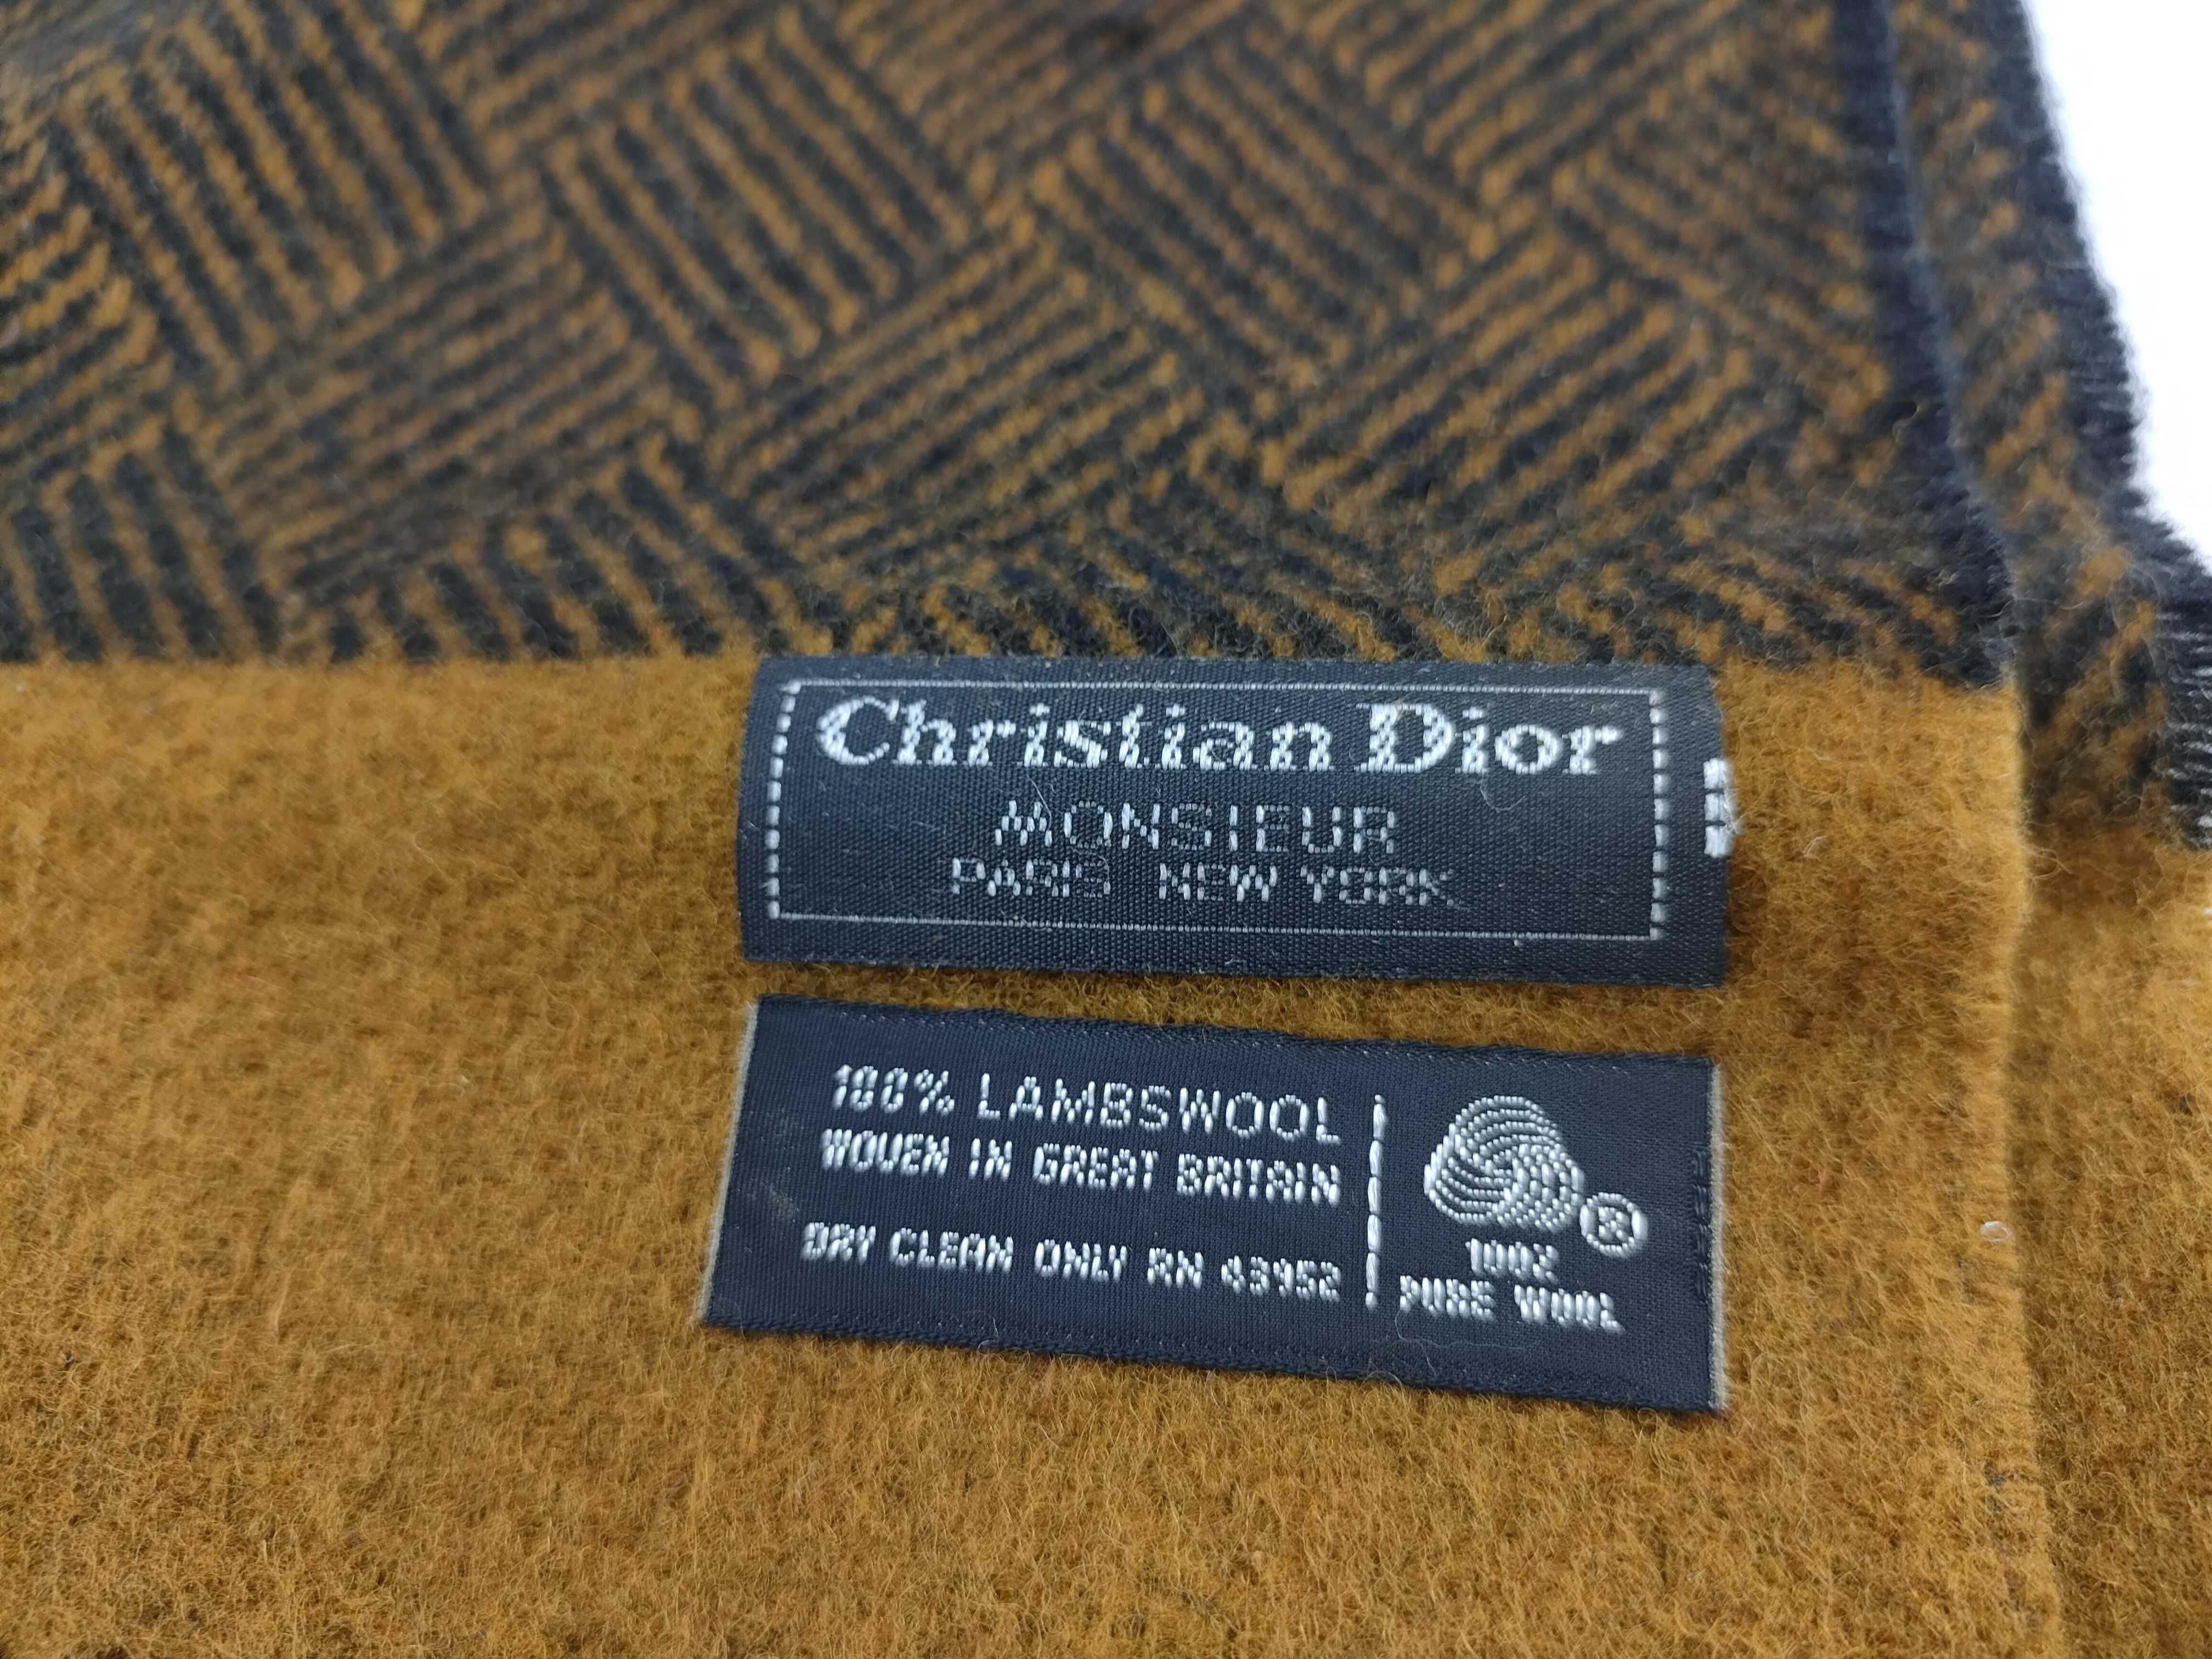 Christian Dior
MONSIEUR
PARIS NEW YORK
100% LAMBSWOOL
WOVEN IN GREAT BRITAIN
DRY CLEAN ONLY RN 43952
100%
PURE WOOL